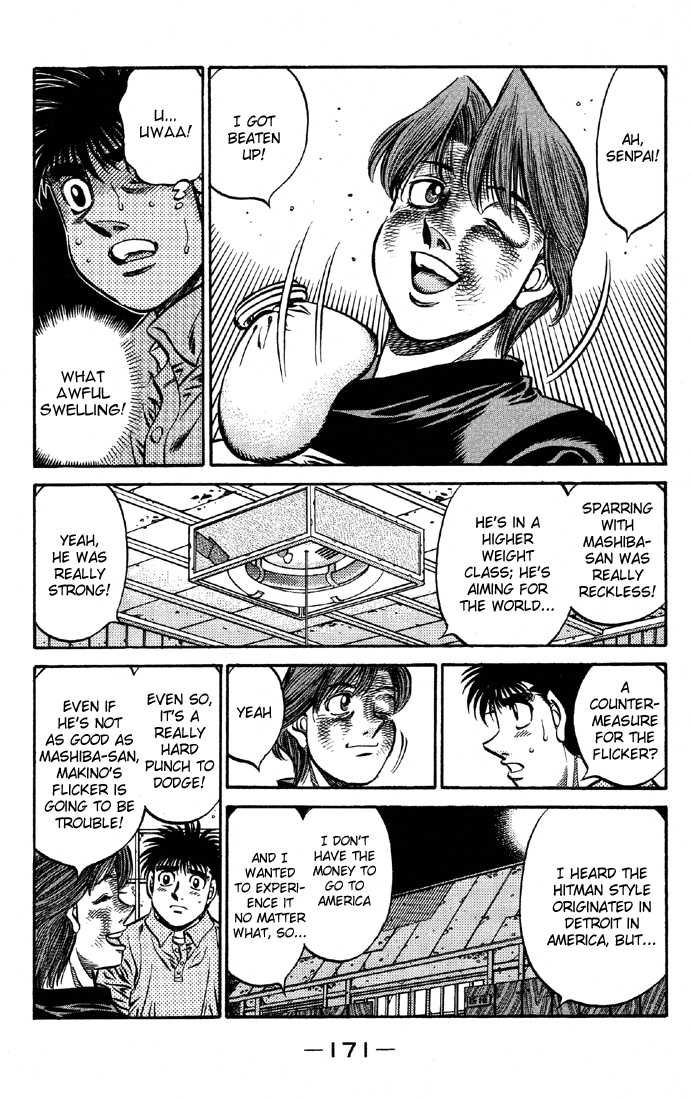 AH,
SENPAI!
I GOT
BEATEN
UP!
U...
UWAA!
WHAT
AWFUL
SWELLING!
SPARRING
WITH
MASHIBA-
SAN WAS
REALLY
RECKLESS!
HE'S IN A
HIGHER
WEIGHT
CLASS; HE'S
AIMING FOR
THE WORLD...
YEAH,
HE WAS
REALLY
STRONG!
A
COUNTER-
MEASURE
FOR THE
FLICKER?
YEAH
EVEN SO,
IT'S A
REALLY
HARD
PUNCH TO
DODGE!
EVEN IF
HE'S NOT
AS GOOD AS
MASHIBA-SAN,
MAKINO'S
FLICKER IS
GOING TO BE
TROUBLE!
I HEARD THE
HITMAN STYLE
ORIGINATED IN
DETROIT IN
AMERICA, BUT...
I DON'T
HAVE THE
MONEY TO
GO TO
AMERICA
AND I
WANTED
TO EXPERI-
ENCE IT
NO MATTER
WHAT, SO...
—171—